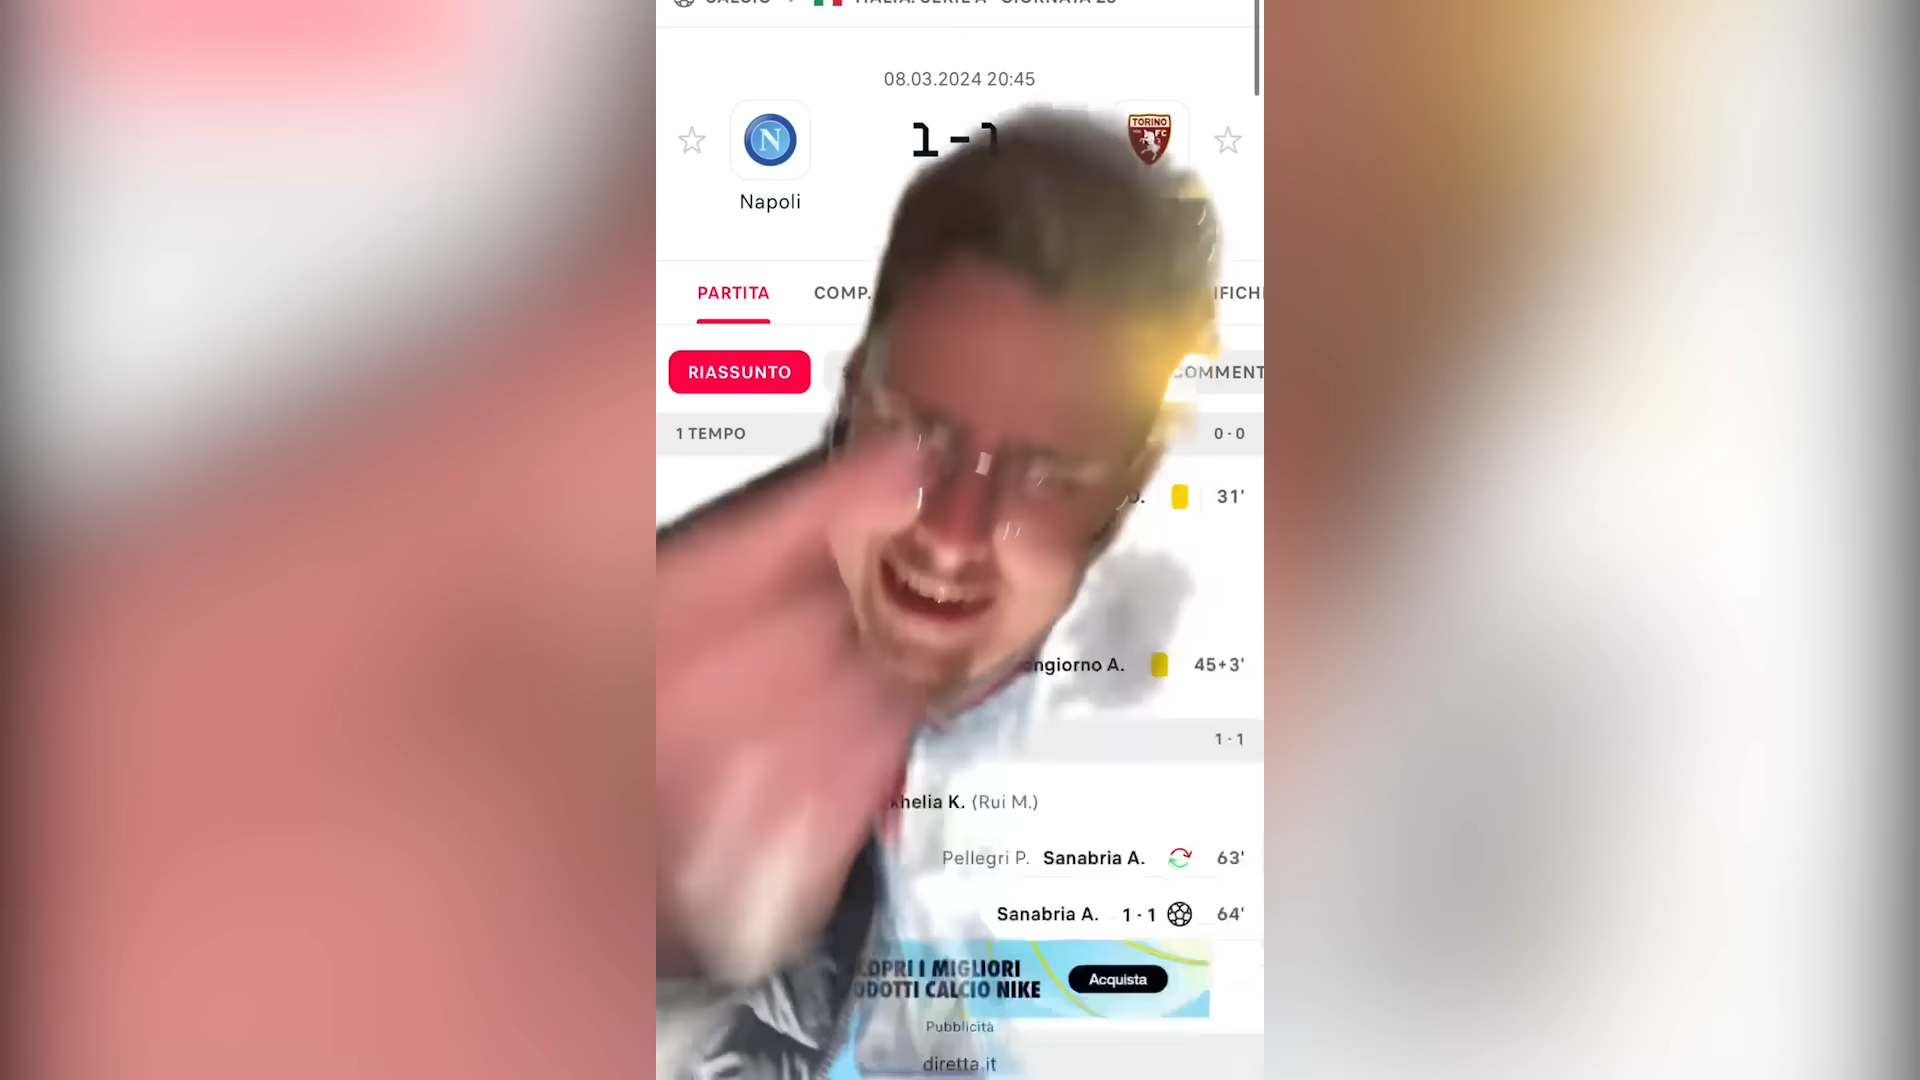 08.03.2024 20:45
1-1
TORINO
FC
N
Napoli
PARTITA
COMP.
RIASSUNTO
COMMENT
1 TEMPO
0 - 0
31'
ngiorno A.
45+3'
1 - 1
khelia K. (Rui M.)
Pellegri P. Sanabria A.
63'
Sanabria A. 1 - 1
64'
OPRI I MIGLIORI
ODOTTI CALCIO NIKE
Acquista
Pubblicità
diretta.it